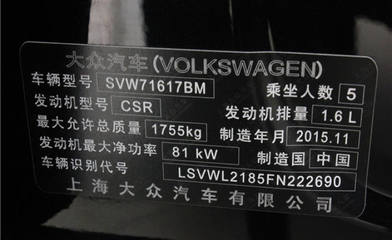 大众汽车(VOLKSWAGEN)
车辆型号 SVW71617BM 乘坐人数 5
发动机型号 CSR 发动机排量 1.6 L
最大允许总质量 1755kg 制造年月 2015.11
发动机最大净功率 81 kW 制造国 中国
车辆识别代号 LSVWL2185FN222690
上海大众汽车有限公司